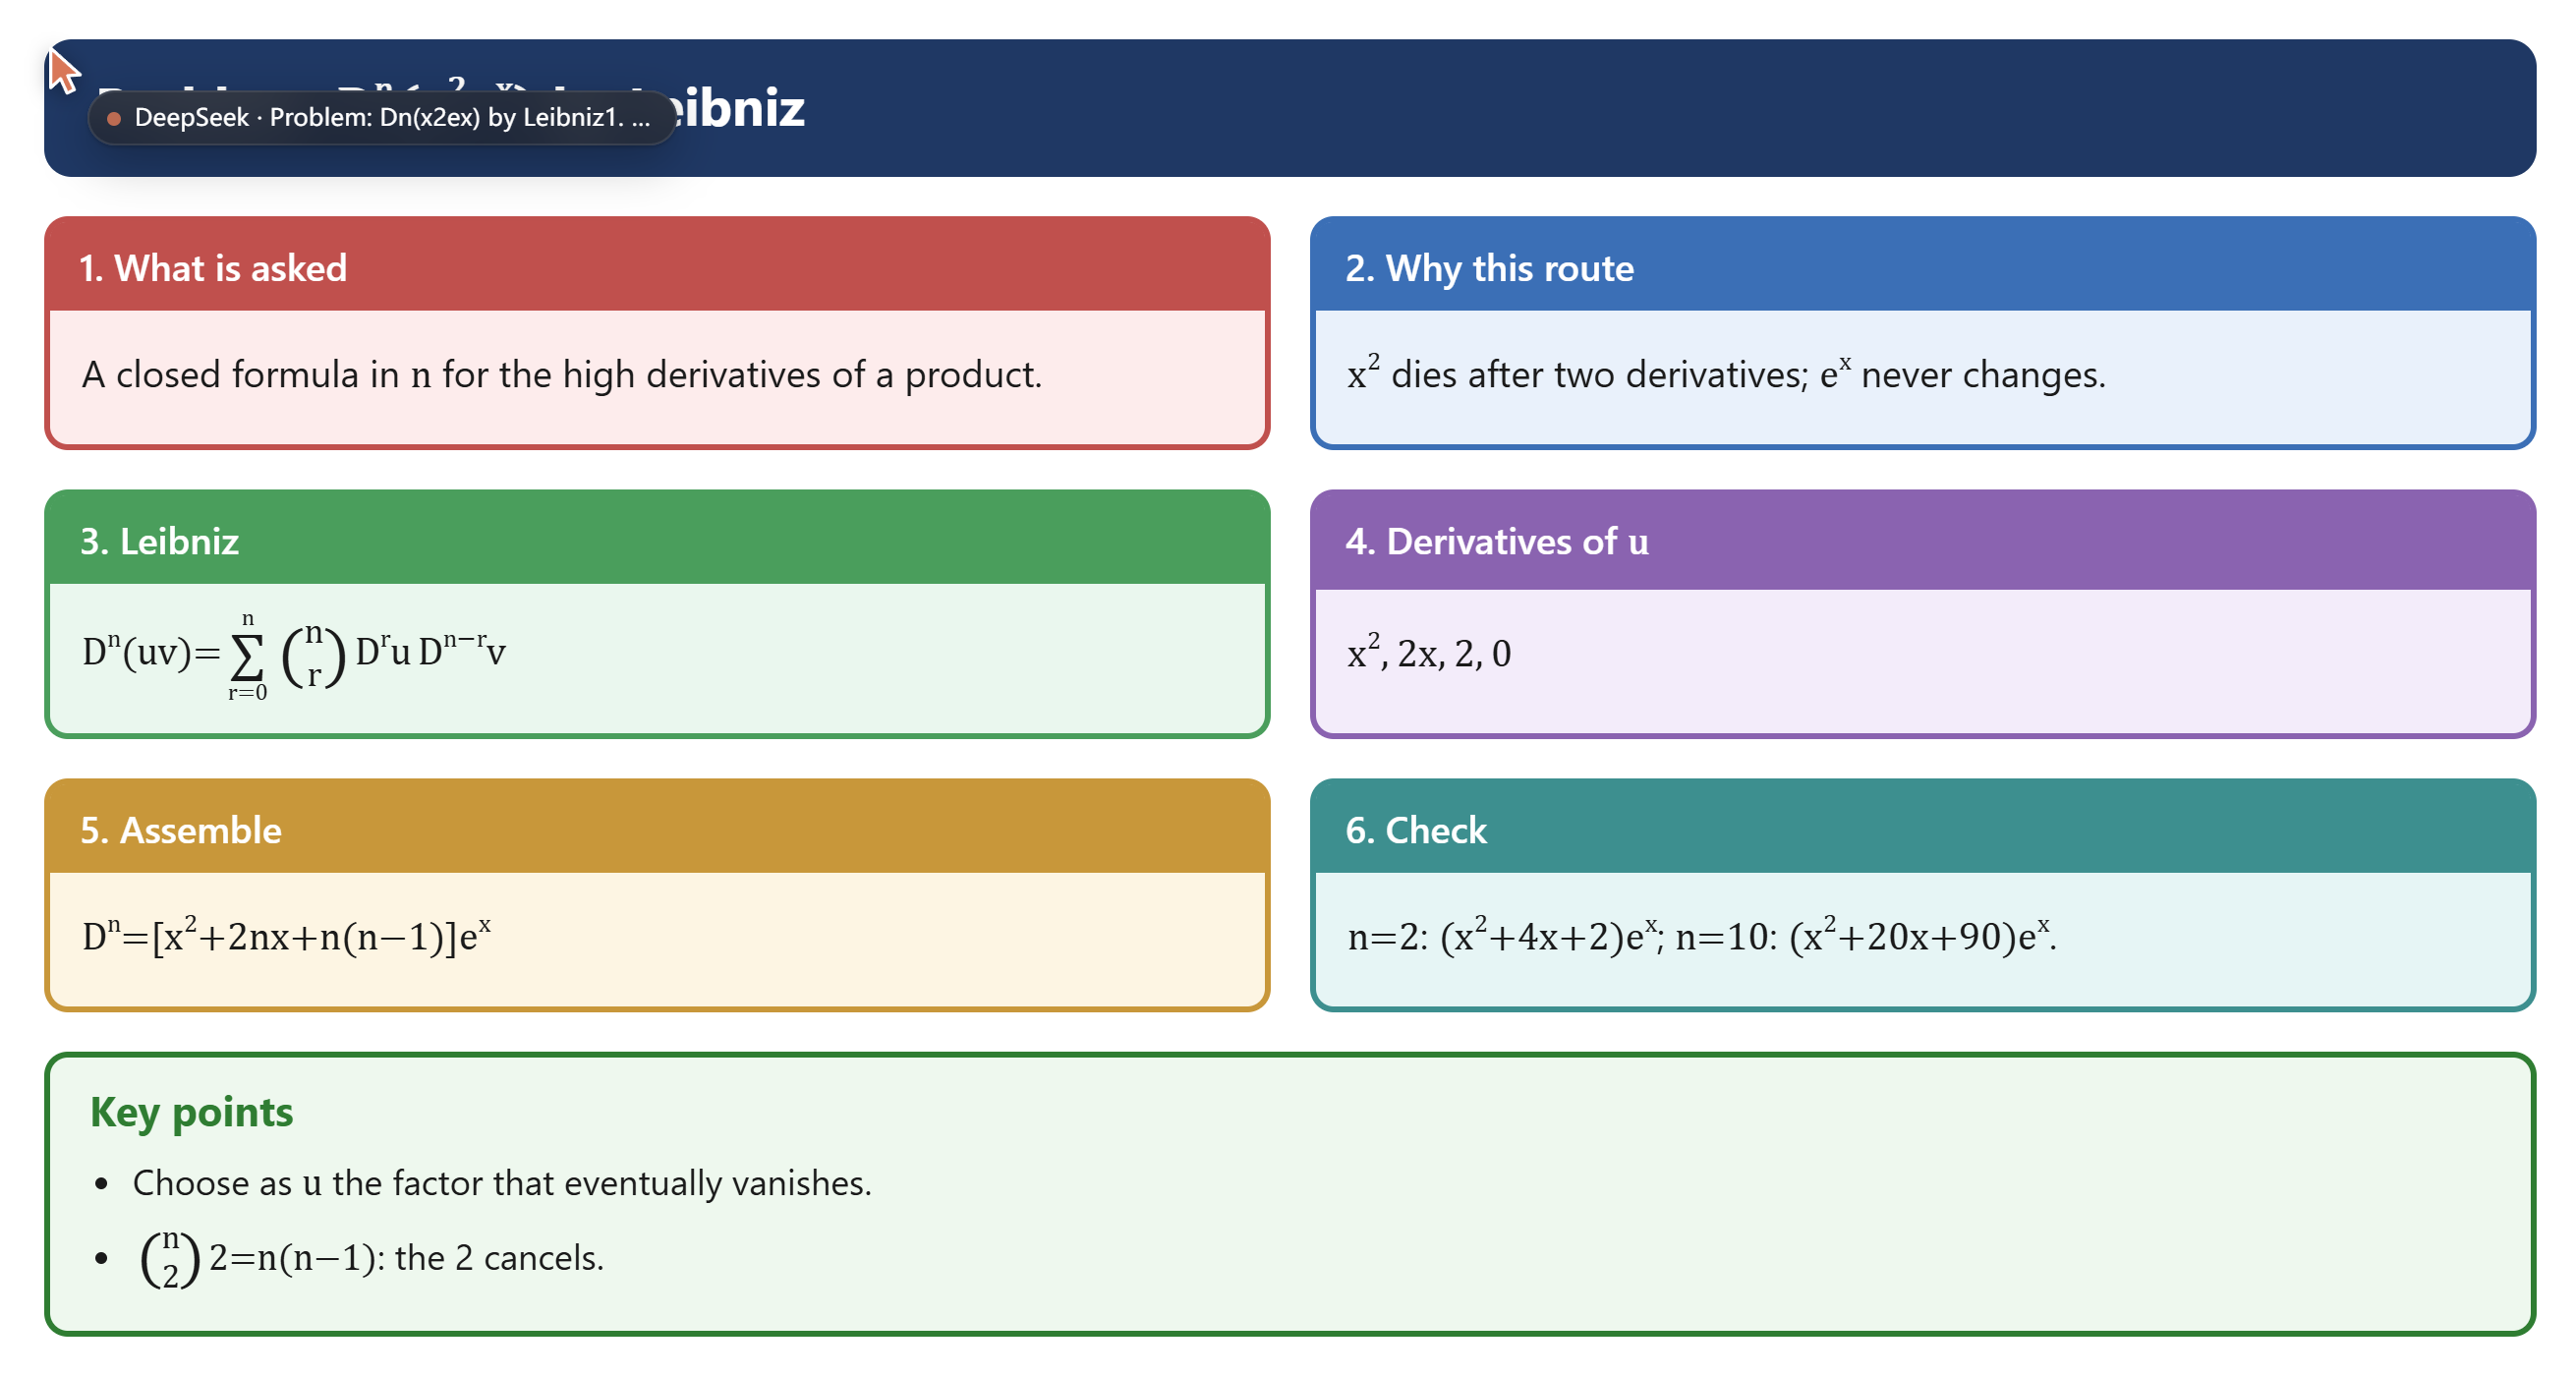 DeepSeek · Problem: Dn(x2ex) by Leibniz1. ...
eibniz
1. What is asked
A closed formula in n for the high derivatives of a product.
2. Why this route
x² dies after two derivatives; eˣ never changes.
3. Leibniz
Dⁿ(uv)=∑_{r=0}^{n} (n r) Dʳu Dⁿ⁻ʳv
4. Derivatives of u
x², 2x, 2, 0
5. Assemble
Dⁿ=[x²+2nx+n(n−1)]eˣ
6. Check
n=2: (x²+4x+2)eˣ; n=10: (x²+20x+90)eˣ.
Key points
• Choose as u the factor that eventually vanishes.
• (n 2) 2=n(n−1): the 2 cancels.